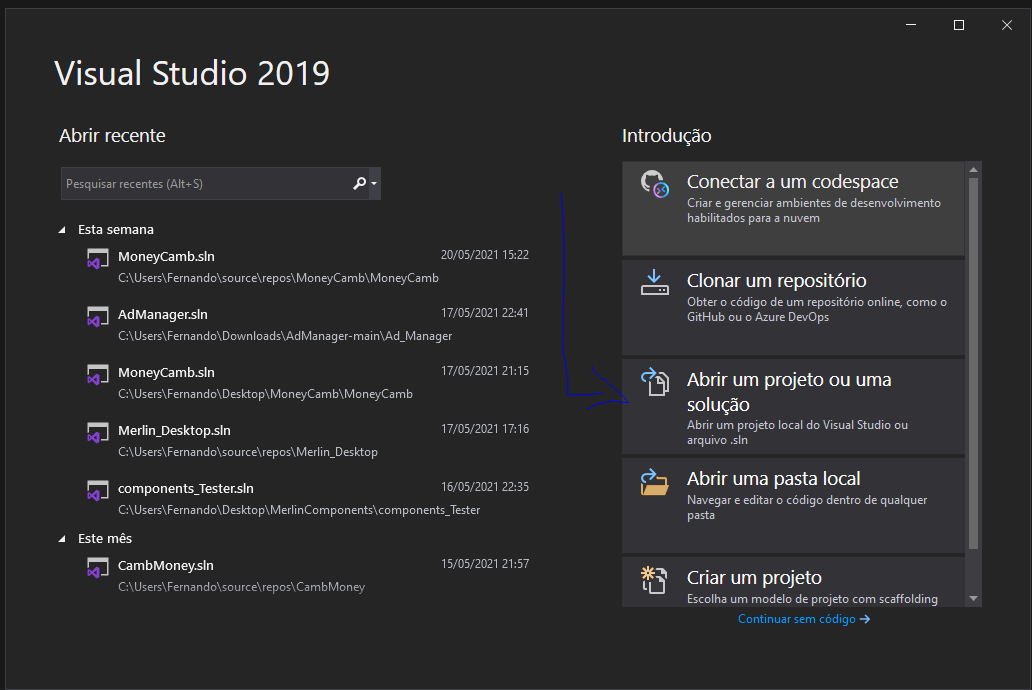 Visual Studio 2019
Abrir recente
Pesquisar recentes (Alt+S)
Esta semana
MoneyCamb.sln 20/05/2021 15:22
C:\Users\Fernando\source\repos\MoneyCamb\MoneyCamb
AdManager.sln 17/05/2021 22:41
C:\Users\Fernando\Downloads\AdManager-main\Ad_Manager
MoneyCamb.sln 17/05/2021 21:15
C:\Users\Fernando\Desktop\MoneyCamb\MoneyCamb
Merlin_Desktop.sln 17/05/2021 17:16
C:\Users\Fernando\source\repos\Merlin_Desktop
components_Tester.sln 16/05/2021 22:35
C:\Users\Fernando\Desktop\MerlinComponents\components_Tester
Este mês
CambMoney.sln 15/05/2021 21:57
C:\Users\Fernando\source\repos\CambMoney
Introdução
Conectar a um codespace
Criar e gerenciar ambientes de desenvolvimento
habilitados para a nuvem
Clonar um repositório
Obter o código de um repositório online, como o
GitHub ou o Azure DevOps
Abrir um projeto ou uma
solução
Abrir um projeto local do Visual Studio ou
arquivo .sln
Abrir uma pasta local
Navegar e editar o código dentro de qualquer
pasta
Criar um projeto
Escolha um modelo de projeto com scaffolding
Continuar sem código →